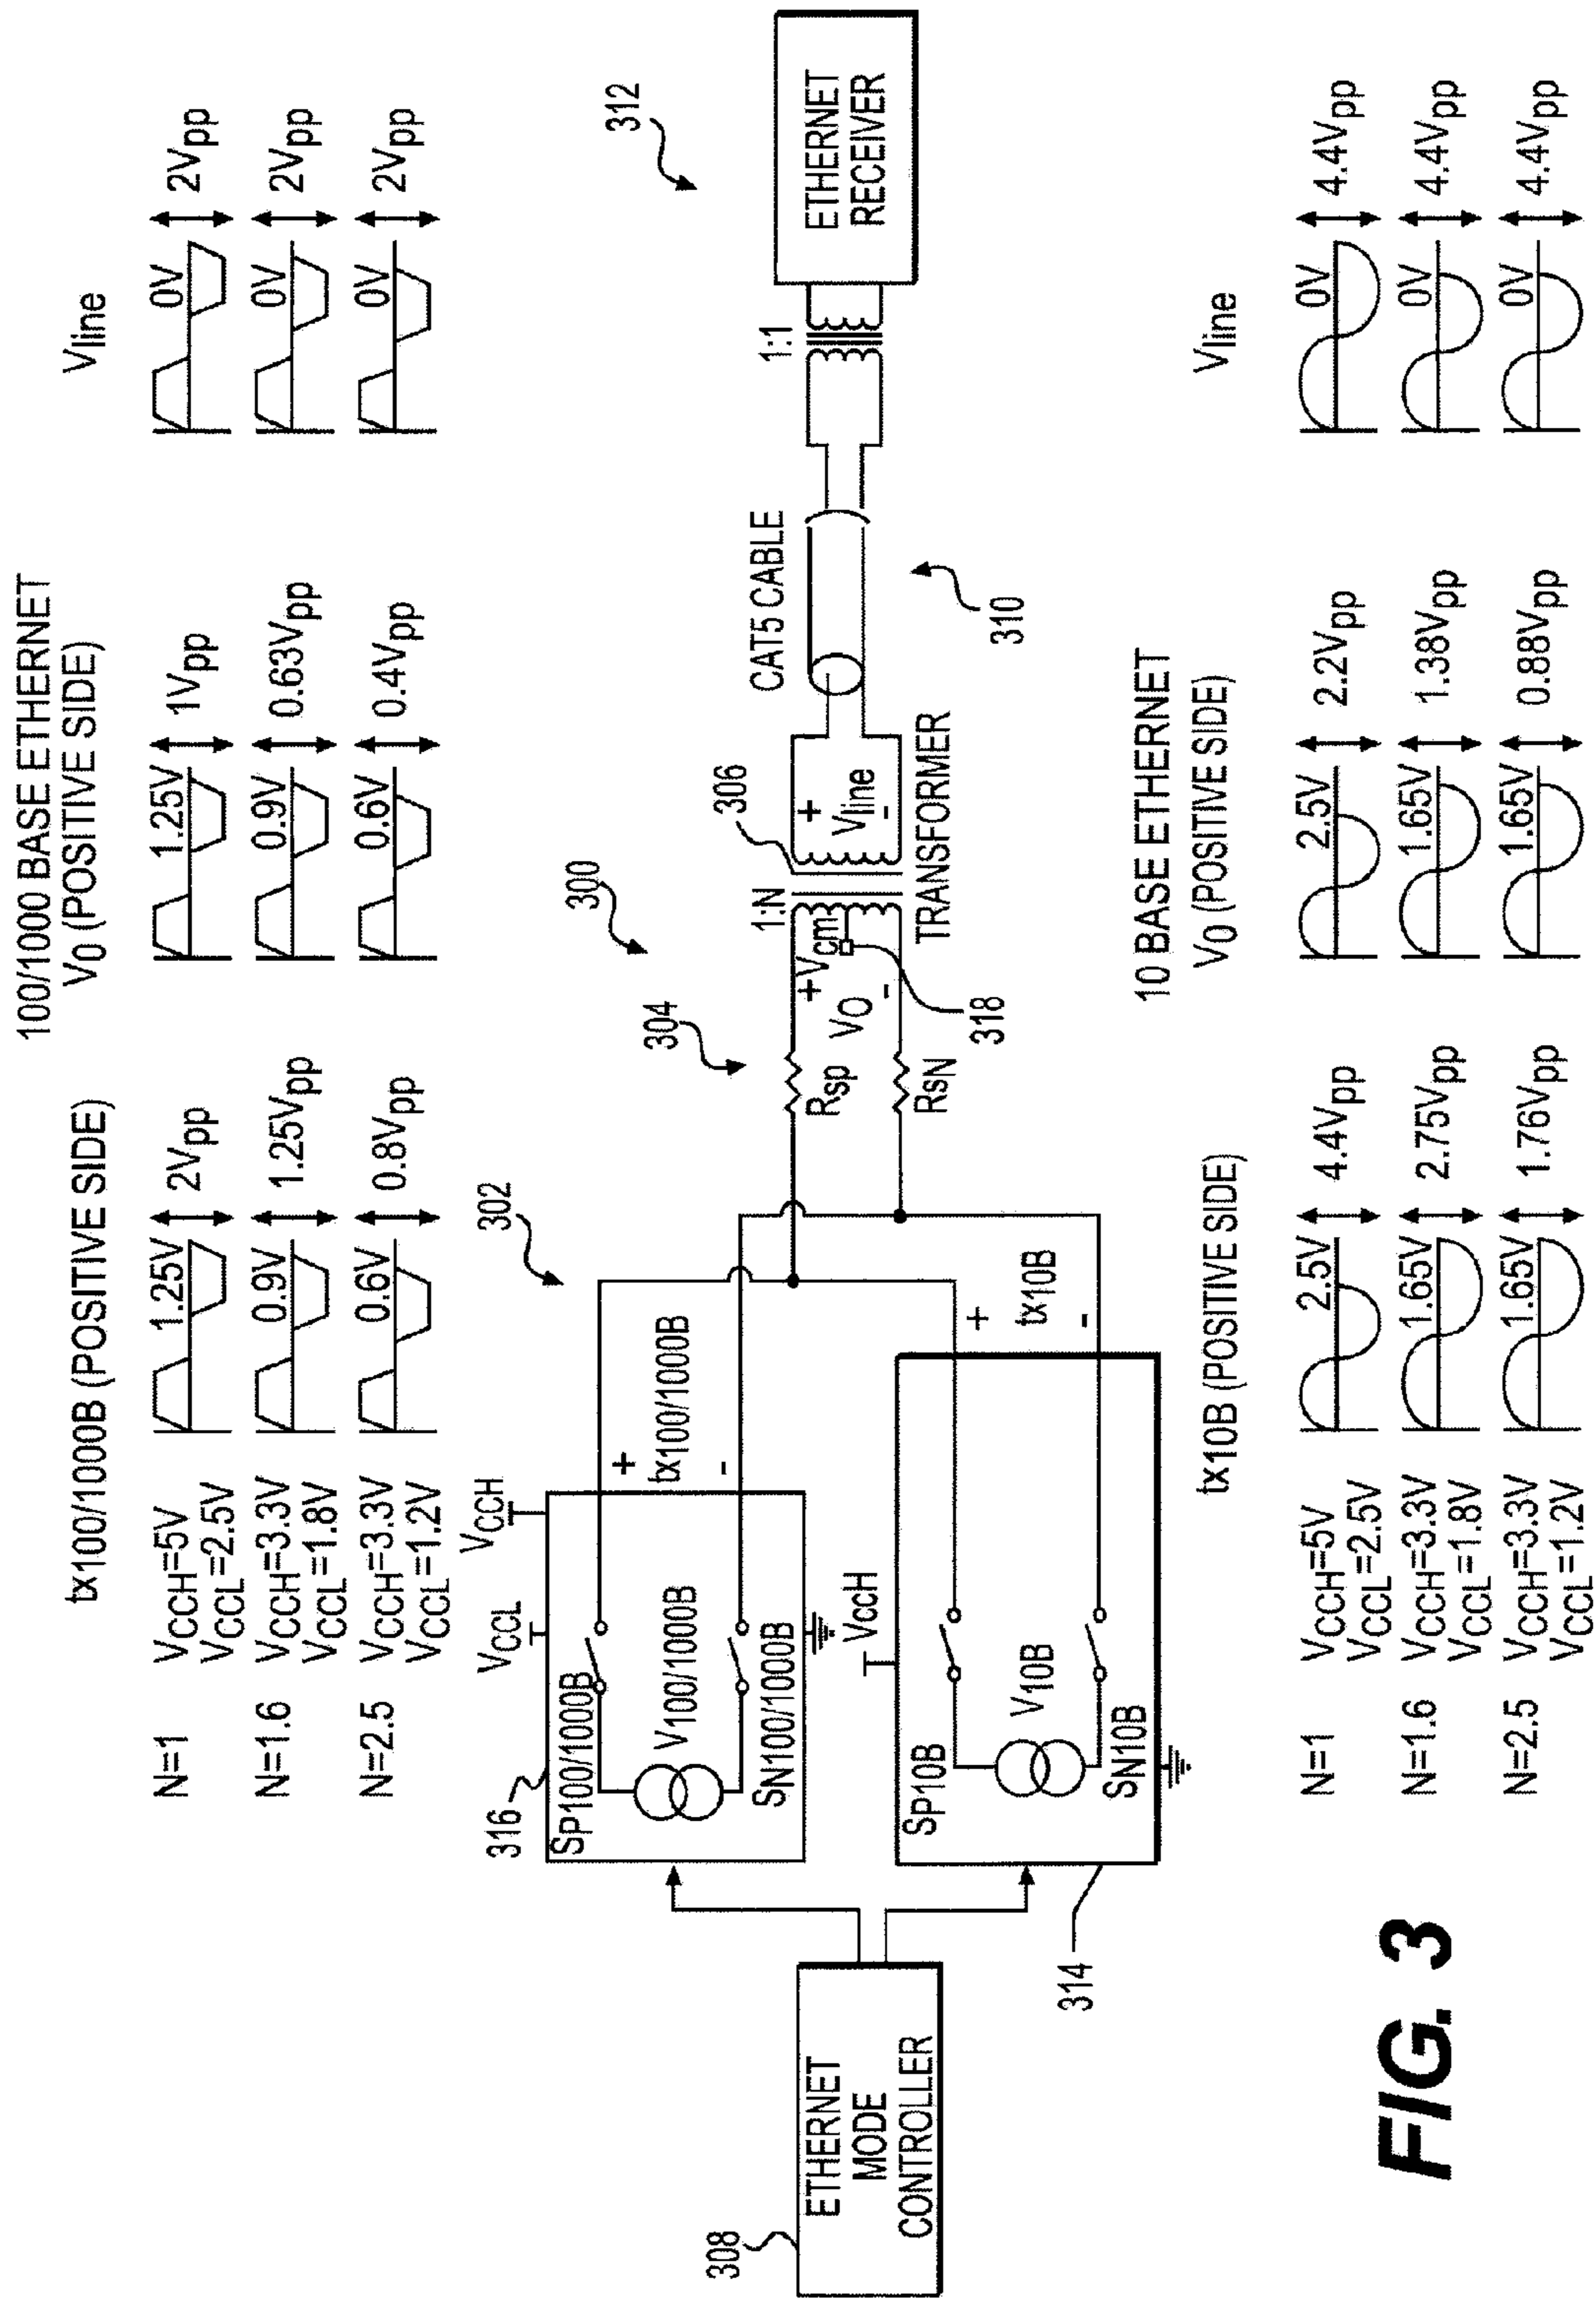 100/1000 BASE ETHERNET
tx100/1000B (POSITIVE SIDE)
V0 (POSITIVE SIDE)
Vline
N=1
VCCH=5V
VCCL=2.5V
1.25V
2Vpp
1.25V
1Vpp
0V
2Vpp
N=1.6
VCCH=3.3V
VCCL=1.8V
0.9V
1.25Vpp
0.9V
0.63Vpp
0V
2Vpp
N=2.5
VCCH=3.3V
VCCL=1.2V
0.6V
0.8Vpp
0.6V
0.4Vpp
0V
2Vpp
308
ETHERNET
MODE
CONTROLLER
316
VCCL
VCCH
SP100/1000B
V100/1000B
SN100/1000B
+
tx100/1000B
-
302
314
VccH
SP10B
V10B
SN10B
+
tx10B
-
304
Rsp
RsN
300
+
Vcm
VO
-
318
1:N
306
+
Vline
-
TRANSFORMER
CAT5 CABLE
310
1:1
312
ETHERNET
RECEIVER
10 BASE ETHERNET
tx10B (POSITIVE SIDE)
V0 (POSITIVE SIDE)
Vline
N=1
VCCH=5V
VCCL=2.5V
2.5V
4.4Vpp
2.5V
2.2Vpp
0V
4.4Vpp
N=1.6
VCCH=3.3V
VCCL=1.8V
1.65V
2.75Vpp
1.65V
1.38Vpp
0V
4.4Vpp
N=2.5
VCCH=3.3V
VCCL=1.2V
1.65V
1.76Vpp
1.65V
0.88Vpp
0V
4.4Vpp
FIG. 3